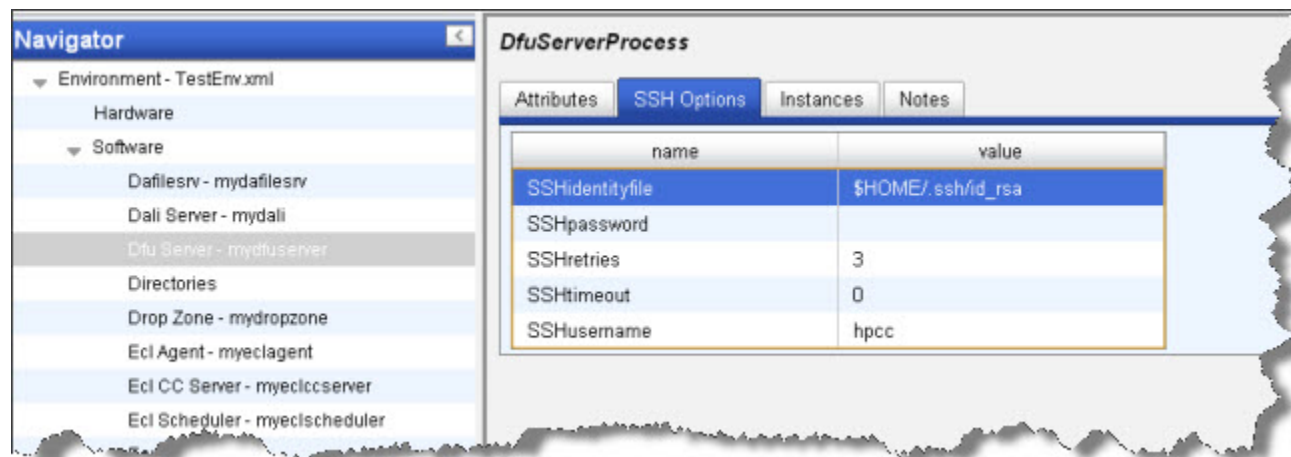 Navigator
Environment - TestEnv.xml
Hardware
Software
Dafilesrv - mydafilesrv
Dali Server - mydali
Dfu Server - mydfuserver
Directories
Drop Zone - mydropzone
Ecl Agent - myeclagent
Ecl CC Server - myeclccserver
Ecl Scheduler - myeclscheduler
DfuServerProcess
Attributes SSH Options Instances Notes
name value
SSHidentityfile $HOME/.ssh/id_rsa
SSHpassword
SSHretries 3
SSHtimeout 0
SSHusername hpcc